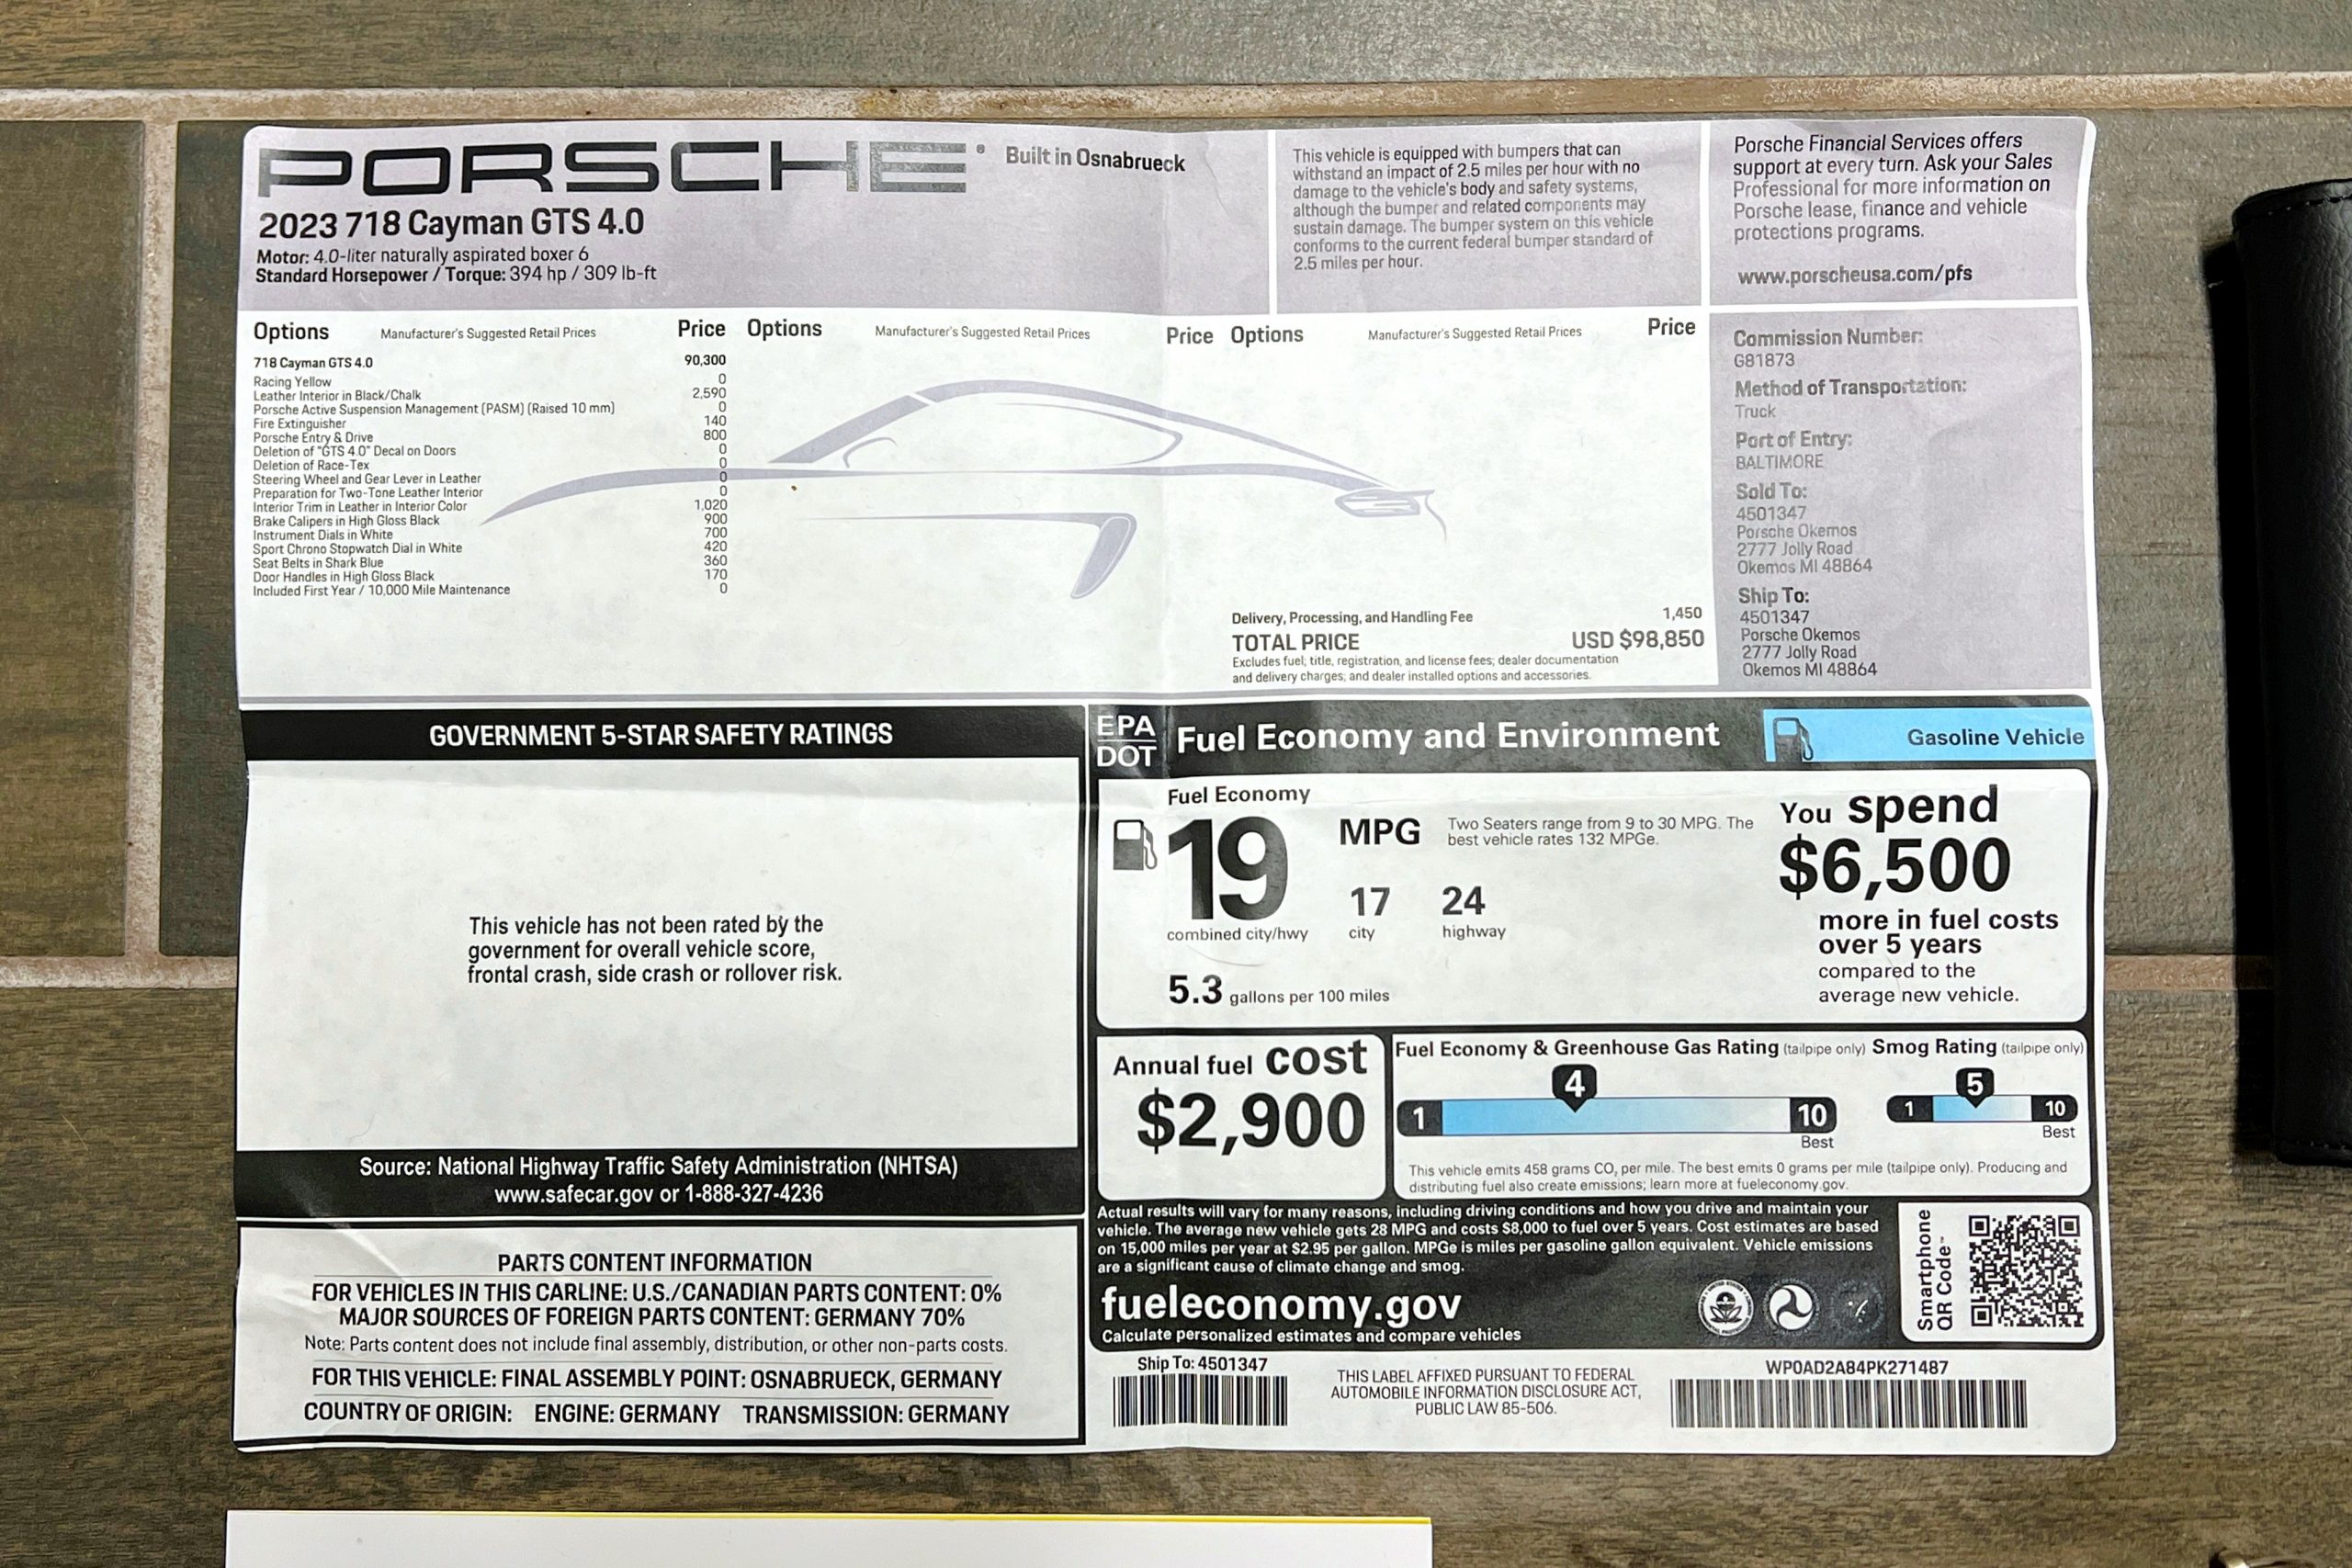 PORSCHE® Built in Osnabrueck
2023 718 Cayman GTS 4.0
Motor: 4.0-liter naturally aspirated boxer 6
Standard Horsepower / Torque: 394 hp / 309 lb-ft
This vehicle is equipped with bumpers that can
withstand an impact of 2.5 miles per hour with no
damage to the vehicle's body and safety systems,
although the bumper and related components may
sustain damage. The bumper system on this vehicle
conforms to the current federal bumper standard of
2.5 miles per hour.
Porsche Financial Services offers
support at every turn. Ask your Sales
Professional for more information on
Porsche lease, finance and vehicle
protections programs.
www.porscheusa.com/pfs
Options Manufacturer's Suggested Retail Prices Price Options Manufacturer's Suggested Retail Prices Price Options Manufacturer's Suggested Retail Prices Price
718 Cayman GTS 4.0 90,300
Racing Yellow 0
Leather Interior in Black/Chalk 2,590
Porsche Active Suspension Management (PASM) (Raised 10 mm) 0
Fire Extinguisher 140
Porsche Entry & Drive 800
Deletion of "GTS 4.0" Decal on Doors 0
Deletion of Race-Tex 0
Steering Wheel and Gear Lever in Leather 0
Preparation for Two-Tone Leather Interior 0
Interior Trim in Leather in Interior Color 1,020
Brake Calipers in High Gloss Black 900
Instrument Dials in White 700
Sport Chrono Stopwatch Dial in White 420
Seat Belts in Shark Blue 360
Door Handles in High Gloss Black 170
Included First Year / 10,000 Mile Maintenance 0
Delivery, Processing, and Handling Fee 1,450
TOTAL PRICE USD $98,850
Excludes fuel, title, registration, and license fees; dealer documentation
and delivery charges; and dealer installed options and accessories.
Commission Number:
G81873
Method of Transportation:
Truck
Port of Entry:
BALTIMORE
Sold To:
4501347
Porsche Okemos
2777 Jolly Road
Okemos MI 48864
Ship To:
4501347
Porsche Okemos
2777 Jolly Road
Okemos MI 48864
GOVERNMENT 5-STAR SAFETY RATINGS
This vehicle has not been rated by the
government for overall vehicle score,
frontal crash, side crash or rollover risk.
Source: National Highway Traffic Safety Administration (NHTSA)
www.safecar.gov or 1-888-327-4236
PARTS CONTENT INFORMATION
FOR VEHICLES IN THIS CARLINE: U.S./CANADIAN PARTS CONTENT: 0%
MAJOR SOURCES OF FOREIGN PARTS CONTENT: GERMANY 70%
Note: Parts content does not include final assembly, distribution, or other non-parts costs.
FOR THIS VEHICLE: FINAL ASSEMBLY POINT: OSNABRUECK, GERMANY
COUNTRY OF ORIGIN: ENGINE: GERMANY TRANSMISSION: GERMANY
EPA
DOT
Fuel Economy and Environment
Gasoline Vehicle
Fuel Economy
19 MPG
combined city/hwy
17
city
24
highway
Two Seaters range from 9 to 30 MPG. The
best vehicle rates 132 MPGe.
5.3 gallons per 100 miles
You spend
$6,500
more in fuel costs
over 5 years
compared to the
average new vehicle.
Annual fuel cost
$2,900
Fuel Economy & Greenhouse Gas Rating (tailpipe only) Smog Rating (tailpipe only)
4
1 10
Best
5
1 10
Best
This vehicle emits 458 grams CO₂ per mile. The best emits 0 grams per mile (tailpipe only). Producing and
distributing fuel also create emissions; learn more at fueleconomy.gov.
Actual results will vary for many reasons, including driving conditions and how you drive and maintain your
vehicle. The average new vehicle gets 28 MPG and costs $8,000 to fuel over 5 years. Cost estimates are based
on 15,000 miles per year at $2.95 per gallon. MPGe is miles per gasoline gallon equivalent. Vehicle emissions
are a significant cause of climate change and smog.
fueleconomy.gov
Calculate personalized estimates and compare vehicles
Smartphone
QR Code™
Ship To: 4501347
THIS LABEL AFFIXED PURSUANT TO FEDERAL
AUTOMOBILE INFORMATION DISCLOSURE ACT,
PUBLIC LAW 85-506.
WP0AD2A84PK271487